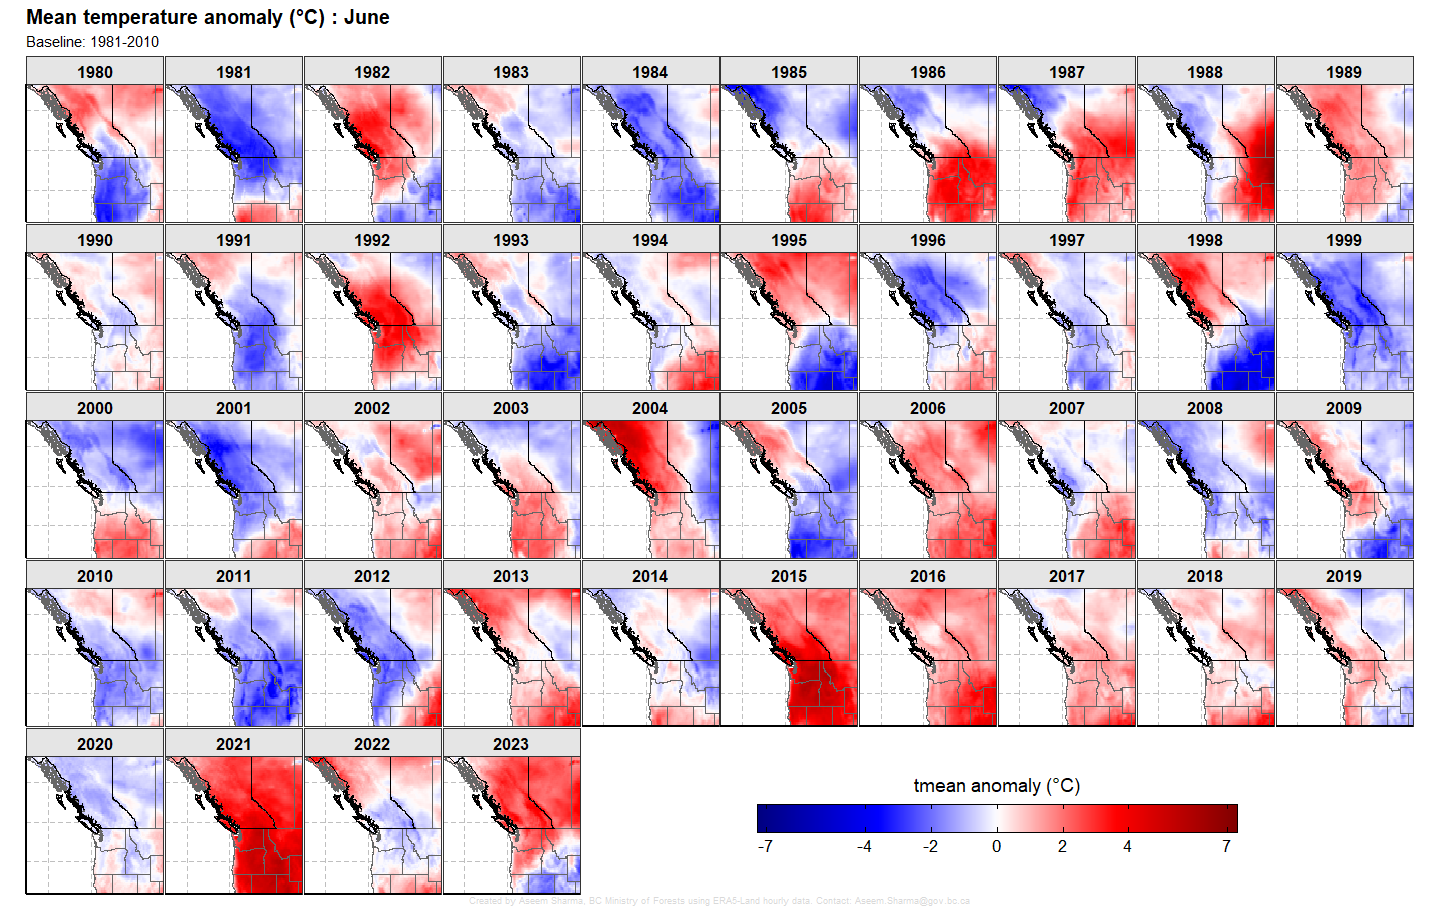 Mean temperature anomaly (°C) : June
Baseline: 1981-2010
1980 1981 1982 1983 1984 1985 1986 1987 1988 1989
1990 1991 1992 1993 1994 1995 1996 1997 1998 1999
2000 2001 2002 2003 2004 2005 2006 2007 2008 2009
2010 2011 2012 2013 2014 2015 2016 2017 2018 2019
2020 2021 2022 2023
tmean anomaly (°C)
-7 -4 -2 0 2 4 7
Created by Aseem Sharma, BC Ministry of Forests using ERA5-Land hourly data. Contact: Aseem.Sharma@gov.bc.ca